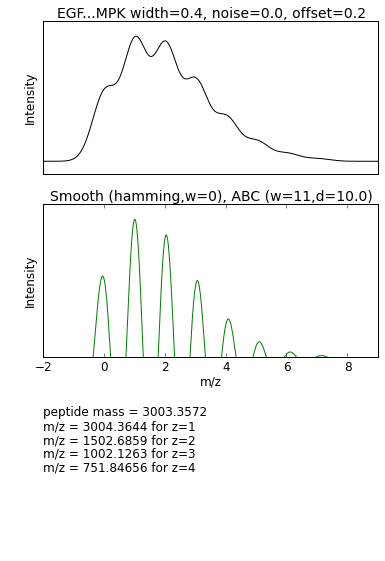 EGF...MPK width=0.4, noise=0.0, offset=0.2
Intensity
Smooth (hamming,w=0), ABC (w=11,d=10.0)
Intensity
−2 0 2 4 6 8
m/z
peptide mass = 3003.3572
m/z = 3004.3644 for z=1
m/z = 1502.6859 for z=2
m/z = 1002.1263 for z=3
m/z = 751.84656 for z=4